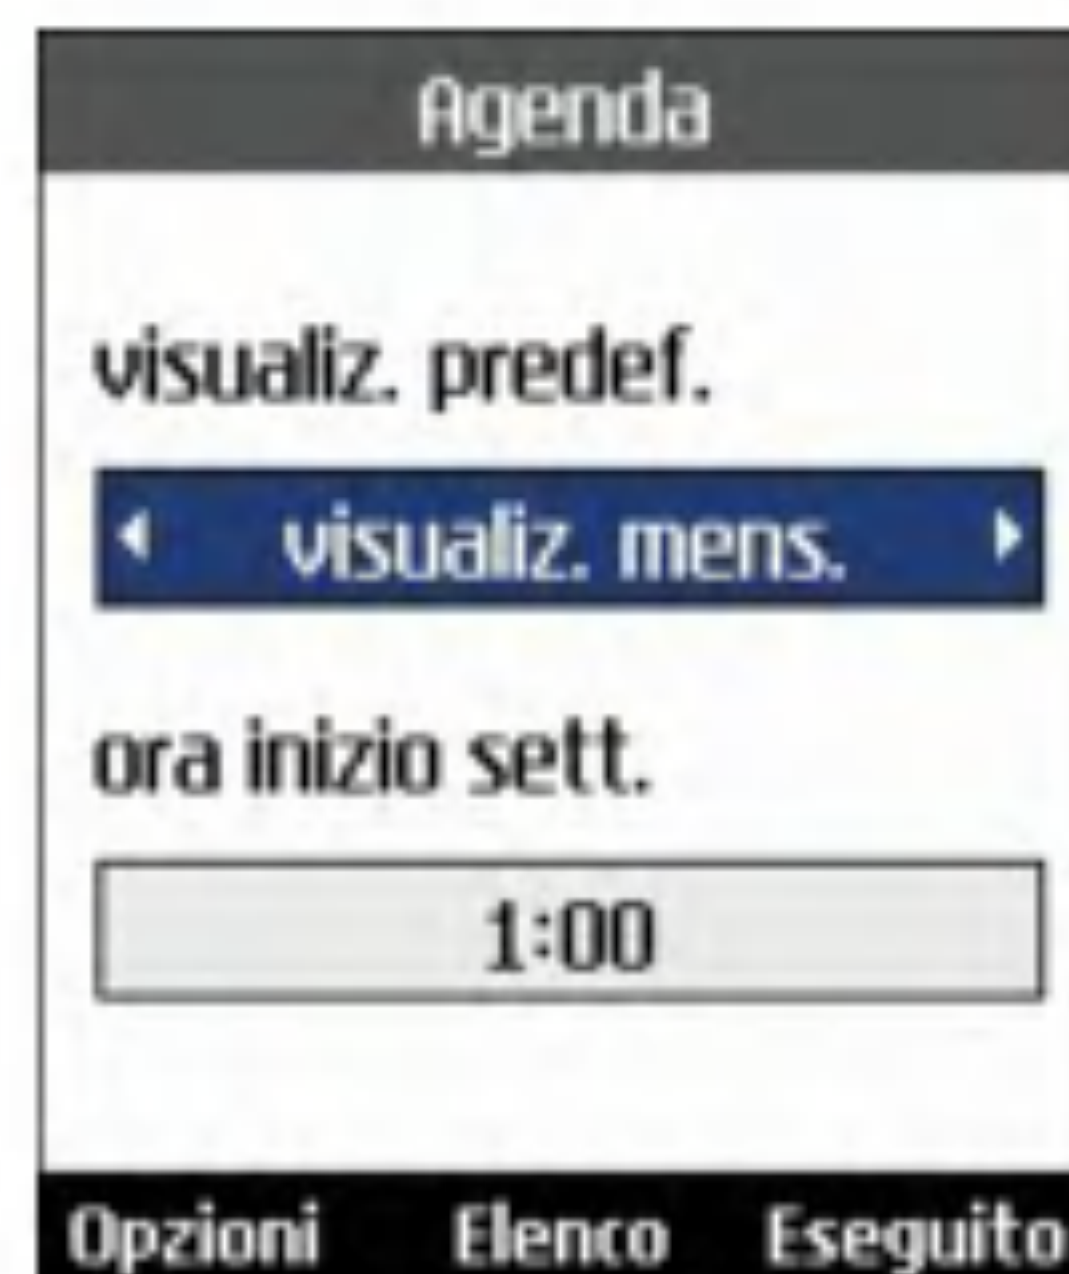 Agenda
visualiz. predef.
visualiz. mens.
ora inizio sett.
1:00
Opzioni Elenco Eseguito